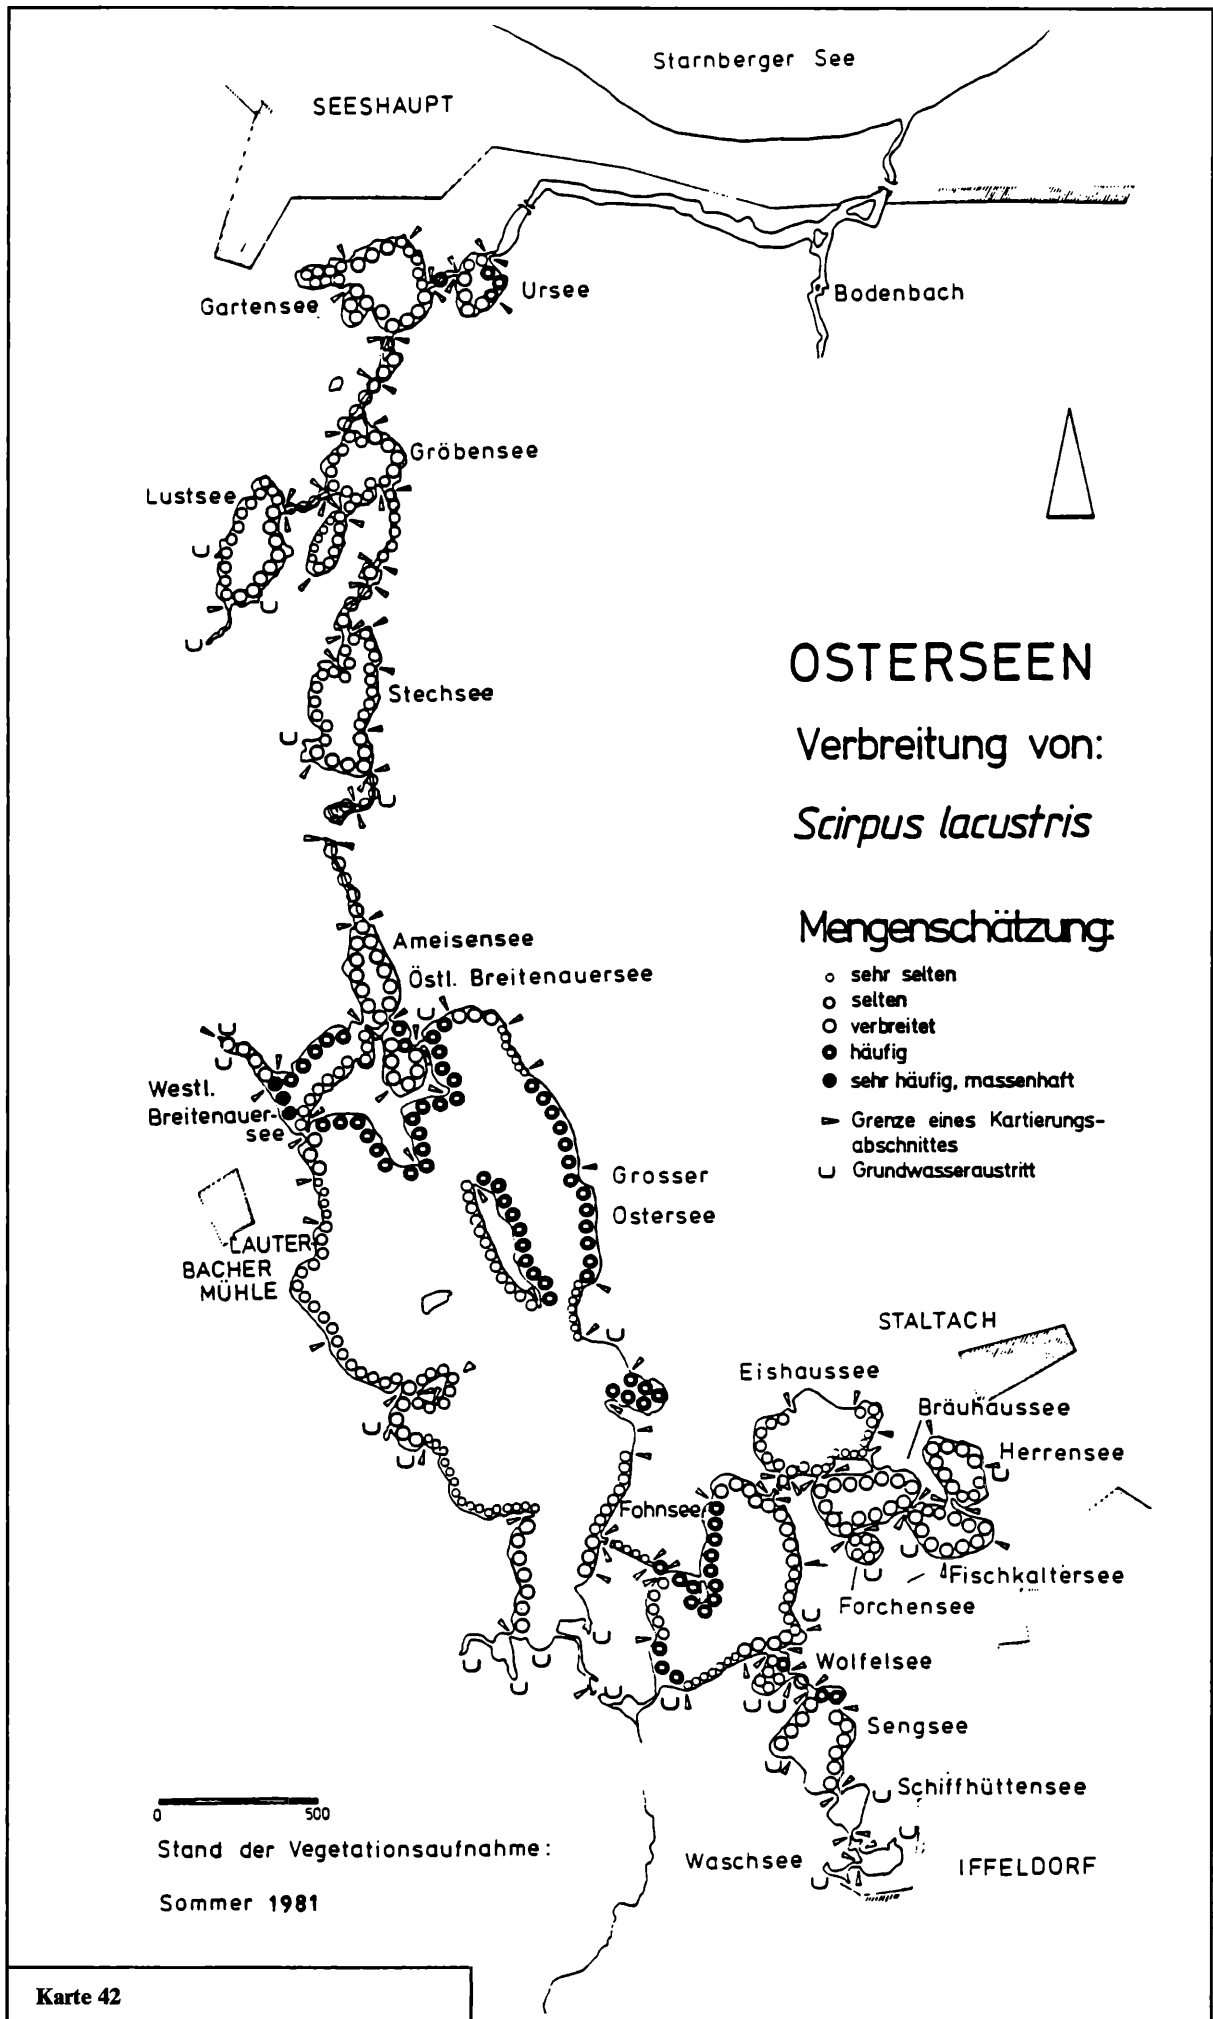 Starnberger See
SEESHAUPT
Gartensee
Ursee
Bodenbach
Gröbensee
Lustsee
Stechsee
OSTERSEEN
Verbreitung von:
Scirpus lacustris
Mengenschätzung:
sehr selten
selten
verbreitet
häufig
sehr häufig, massenhaft
Grenze eines Kartierungs-
abschnittes
Grundwasseraustritt
Ameisensee
Östl. Breitenauersee
Westl.
Breitenauer-
see
Grosser
Ostersee
LAUTER-
BACHER
MÜHLE
STALTACH
Eishaussee
Bräuhaussee
Herrensee
Fohnsee
Fischkaltersee
Forchensee
Wolfelsee
Sengsee
Schiffhüttensee
Waschsee
IFFELDORF
0 500
Stand der Vegetationsaufnahme:
Sommer 1981
Karte 42